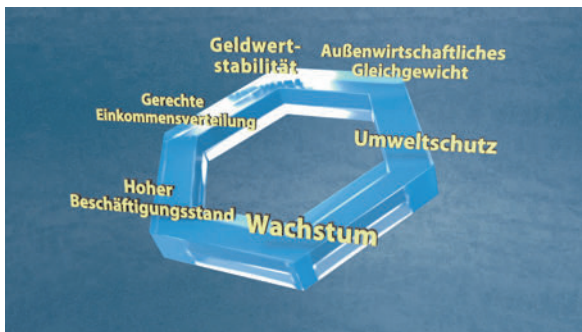 Geldwert-
stabilität
Außenwirtschaftliches
Gleichgewicht
Gerechte
Einkommensverteilung
Umweltschutz
Hoher
Beschäftigungsstand
Wachstum